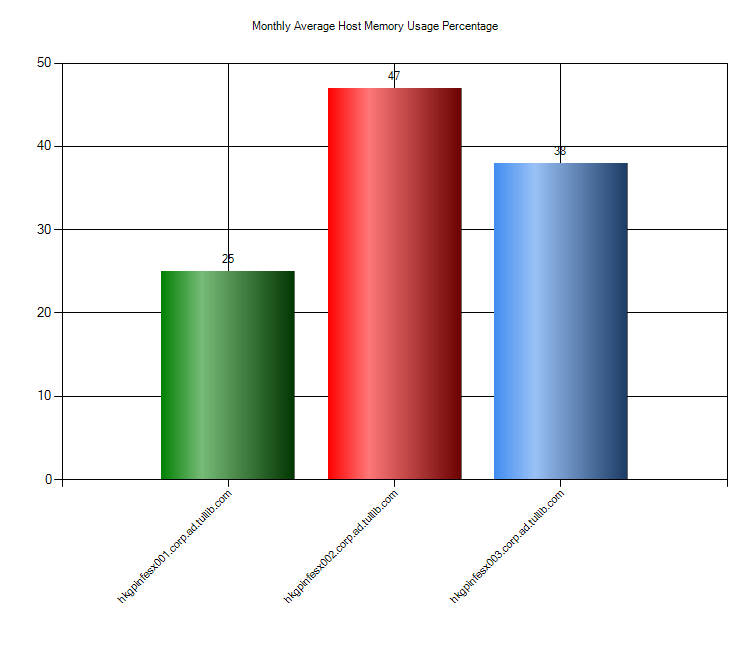 Monthly Average Host Memory Usage Percentage
50
47
40
38
30
25
20
10
0
hkgpinfesx001.corp.ad.tullib.com
hkgpinfesx002.corp.ad.tullib.com
hkgpinfesx003.corp.ad.tullib.com